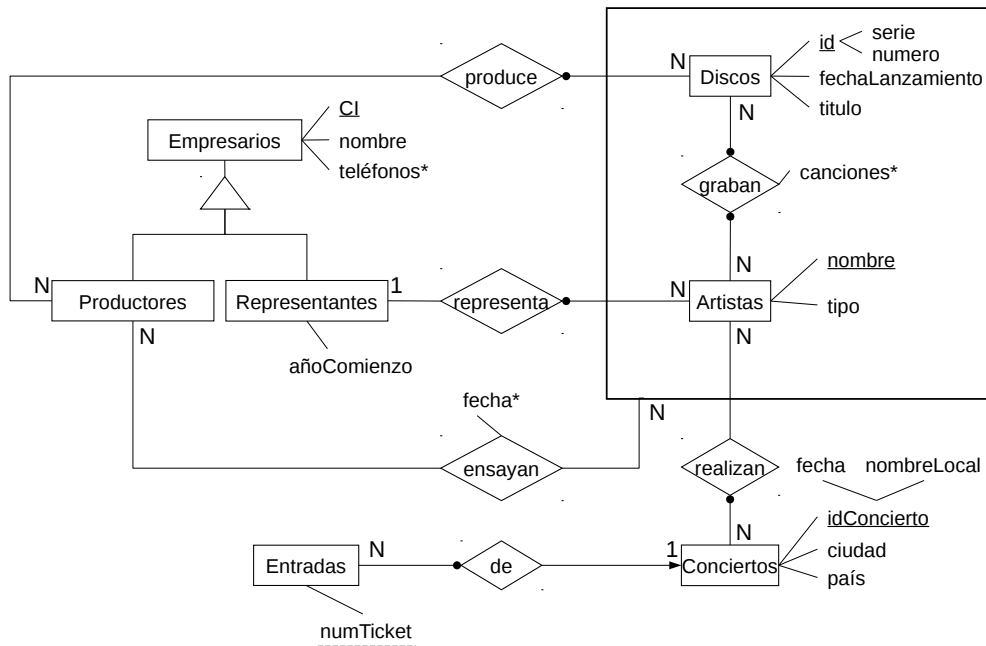 id
serie
numero
produce
N
Discos
fechaLanzamiento
titulo
N
CI
Empresarios
nombre
teléfonos*
graban
canciones*
N
nombre
N
Productores
Representantes
1
representa
N
Artistas
tipo
N
N
añoComienzo
fecha*
N
ensayan
realizan
fecha
nombreLocal
idConcierto
N
Entradas
N
de
1
Conciertos
ciudad
país
numTicket